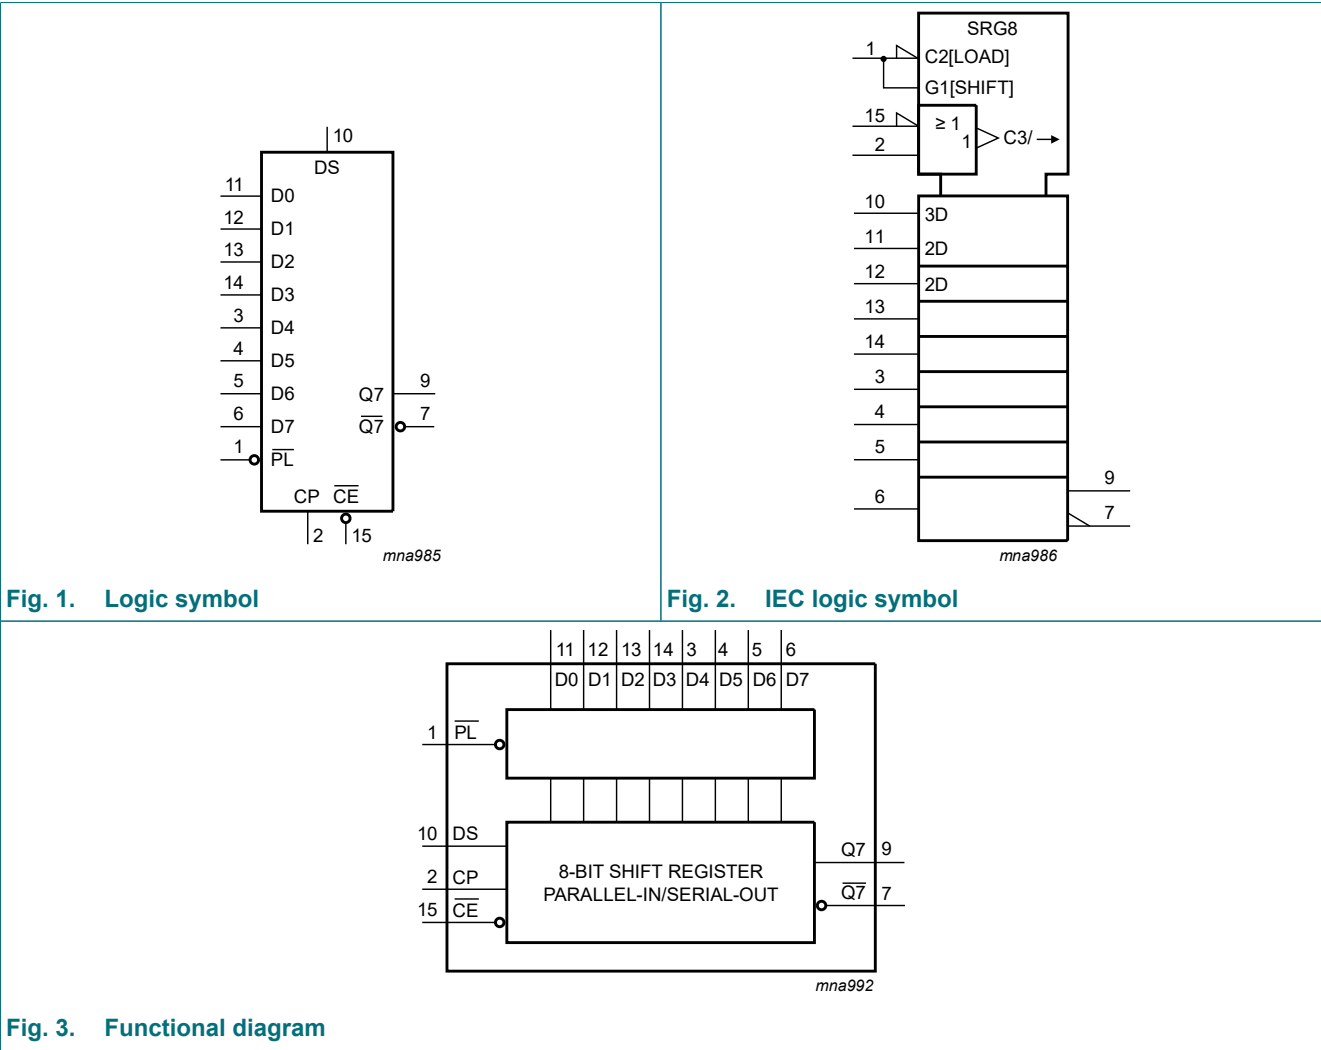 10
DS
11 D0
12 D1
13 D2
14 D3
3 D4
4 D5
5 D6 Q7 9
6 D7 Q7̅ 7
1 P̅L̅
CP C̅E̅
2 15
mna985
Fig. 1. Logic symbol
SRG8
1 C2[LOAD]
G1[SHIFT]
15 ≥ 1
2 1 C3/ →
10 3D
11 2D
12 2D
13
14
3
4
5
6 9
7
mna986
Fig. 2. IEC logic symbol
11 12 13 14 3 4 5 6
D0 D1 D2 D3 D4 D5 D6 D7
1 P̅L̅
10 DS
2 CP
15 C̅E̅
8-BIT SHIFT REGISTER
PARALLEL-IN/SERIAL-OUT
Q7 9
Q̅7̅ 7
mna992
Fig. 3. Functional diagram